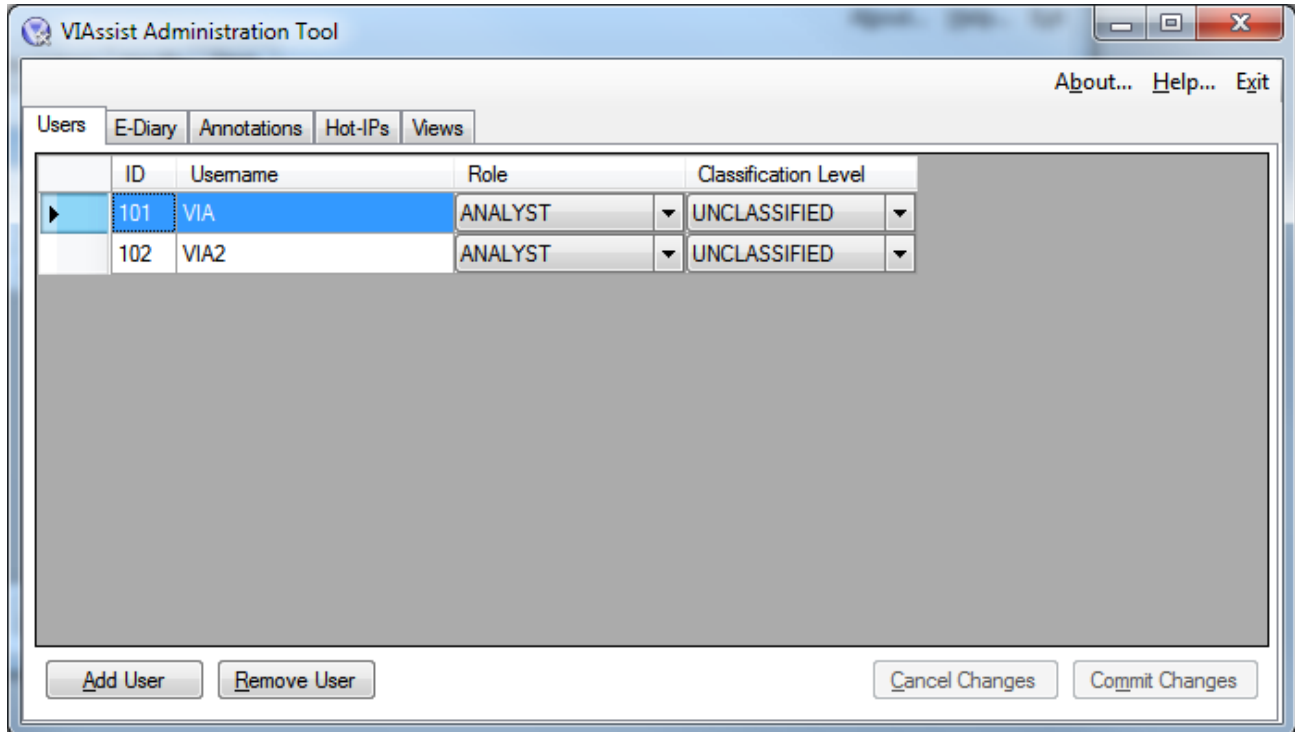 VIAssist Administration Tool
About... Help... Exit
Users E-Diary Annotations Hot-IPs Views
ID Username Role Classification Level
101 VIA ANALYST UNCLASSIFIED
102 VIA2 ANALYST UNCLASSIFIED
Add User Remove User Cancel Changes Commit Changes